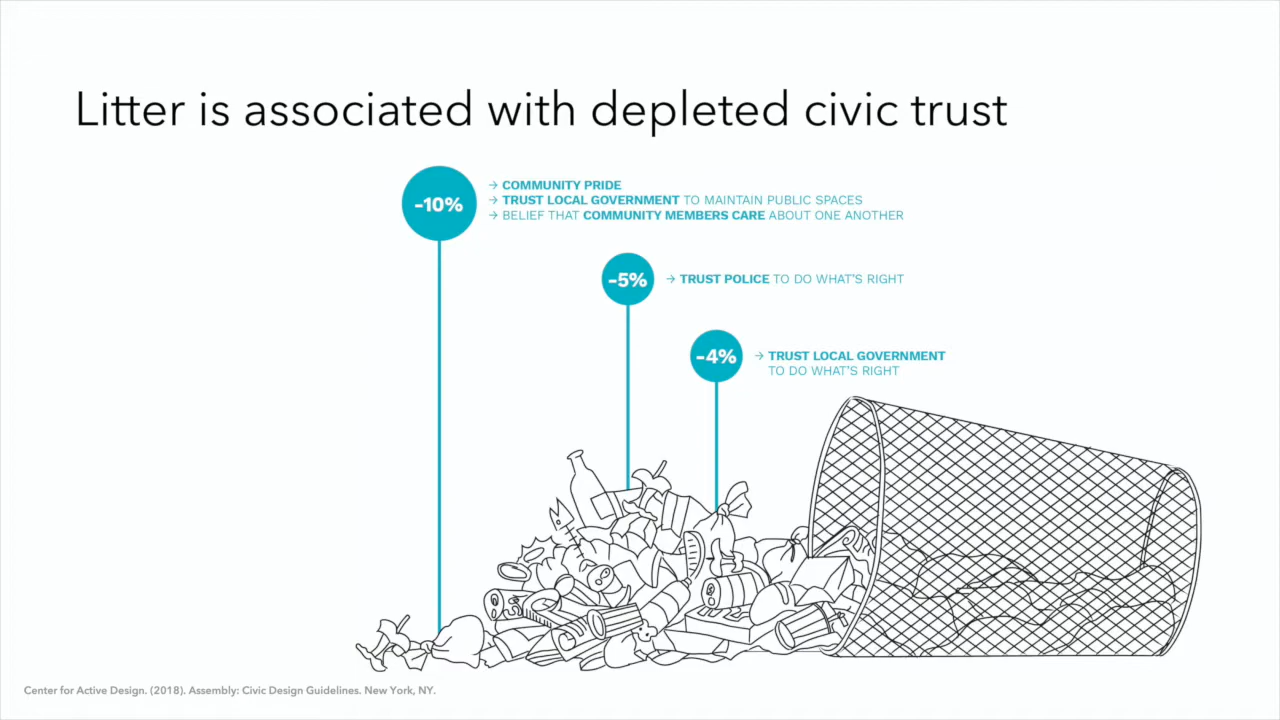 Litter is associated with depleted civic trust
-10%
→ COMMUNITY PRIDE
→ TRUST LOCAL GOVERNMENT TO MAINTAIN PUBLIC SPACES
→ BELIEF THAT COMMUNITY MEMBERS CARE ABOUT ONE ANOTHER
-5%
→ TRUST POLICE TO DO WHAT'S RIGHT
-4%
→ TRUST LOCAL GOVERNMENT
TO DO WHAT'S RIGHT
Center for Active Design. (2018). Assembly: Civic Design Guidelines. New York, NY.